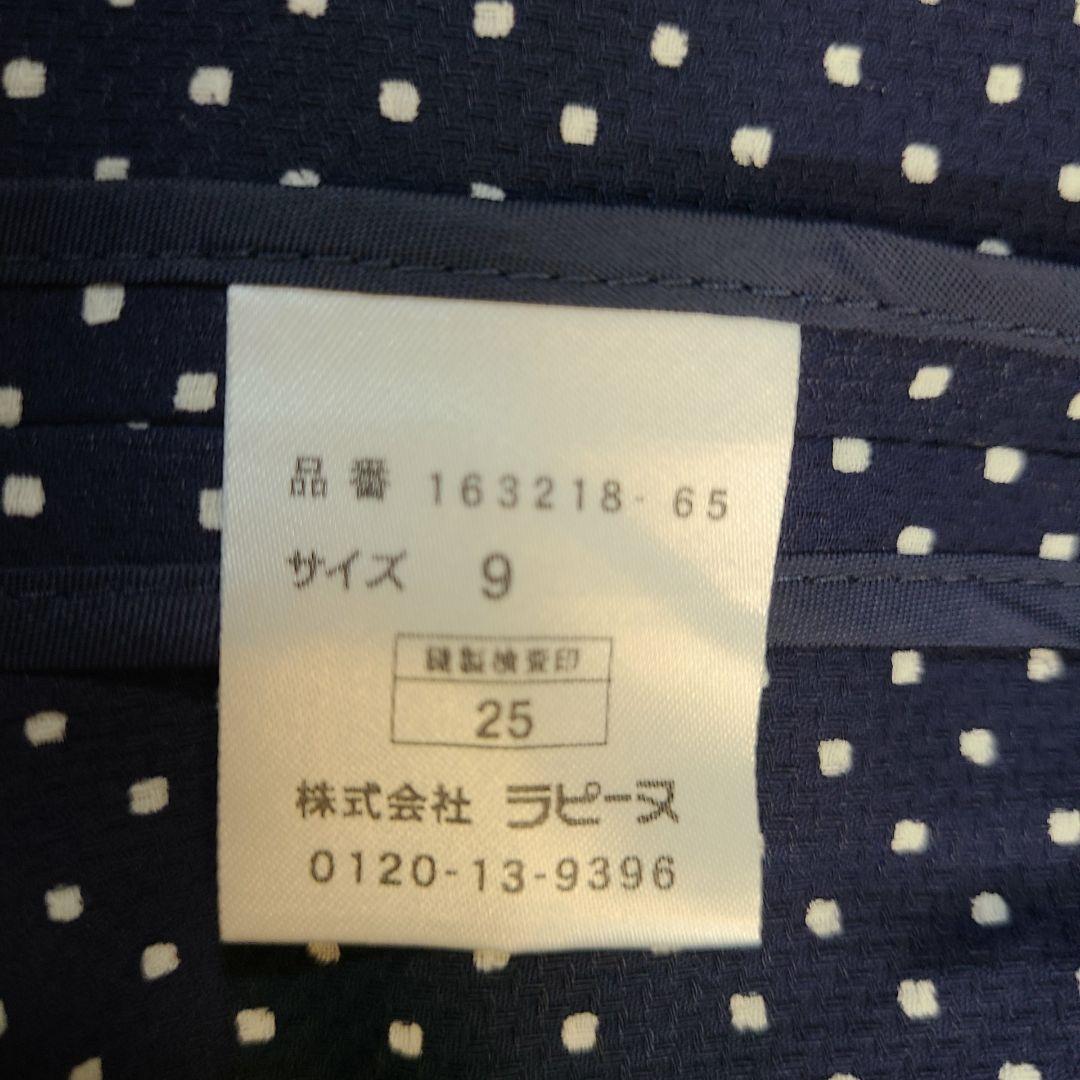 品番 163218-65
サイズ 9
縫製検査印
25
株式会社 ラピーヌ
0120-13-9396